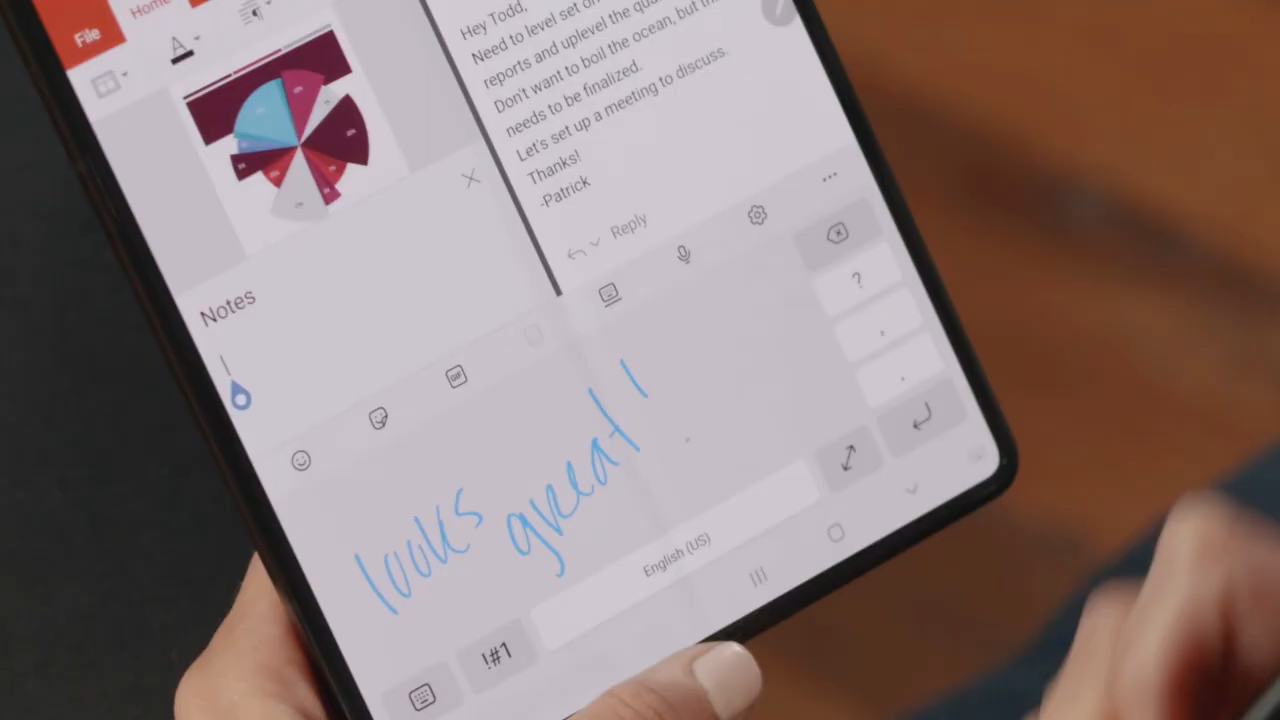 File
Home
Hey Todd,
Need to level set on
reports and uplevel the qua
Don't want to boil the ocean, but th
needs to be finalized.
Let's set up a meeting to discuss.
Thanks!
-Patrick
Reply
Notes
GIF
looks great!
?
,
.
English (US)
!#1